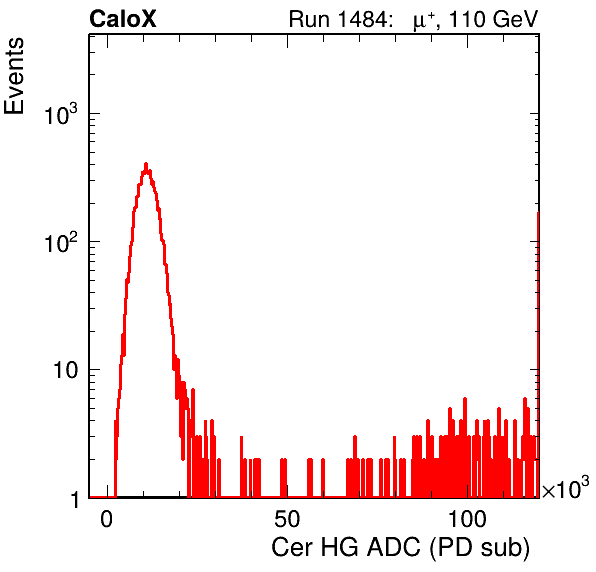 CaloX Run 1484: μ⁺, 110 GeV
Events
10³
10²
10
1
0 50 100 ×10³
Cer HG ADC (PD sub)